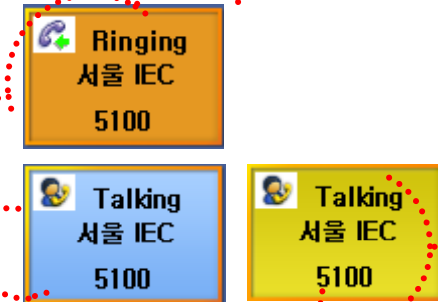 Ringing
서울 IEC
5100
Talking
서울 IEC
5100
Talking
서울 IEC
5100